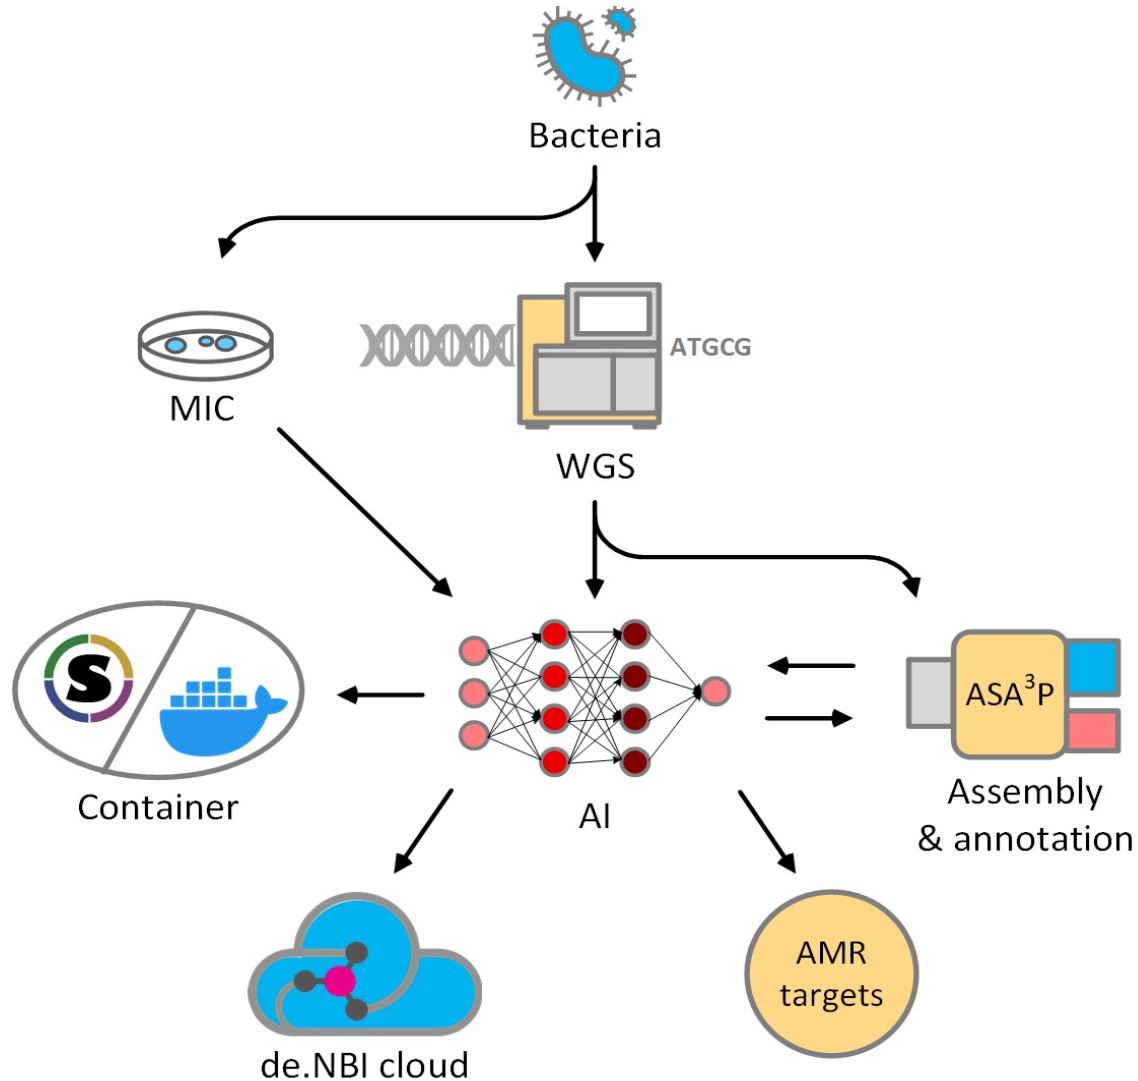 Bacteria
MIC
ATGCG
WGS
S
ASA³P
Container
AI
Assembly
& annotation
AMR
targets
de.NBI cloud